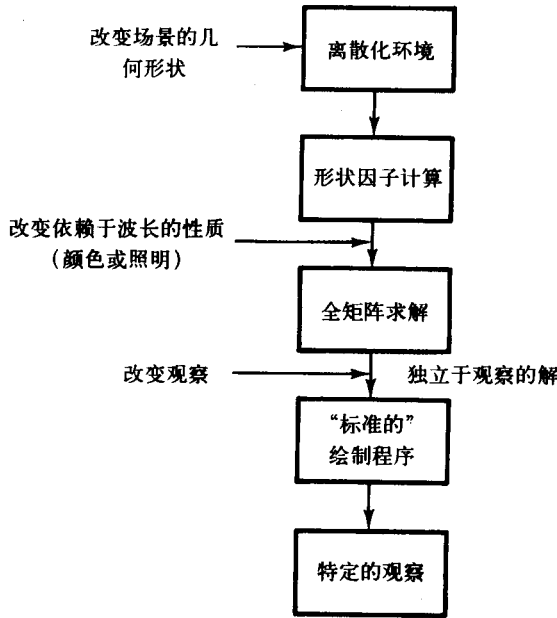 改变场景的几
何形状
离散化环境
形状因子计算
改变依赖于波长的性质
(颜色或照明)
全矩阵求解
改变观察
独立于观察的解
“标准的”
绘制程序
特定的观察